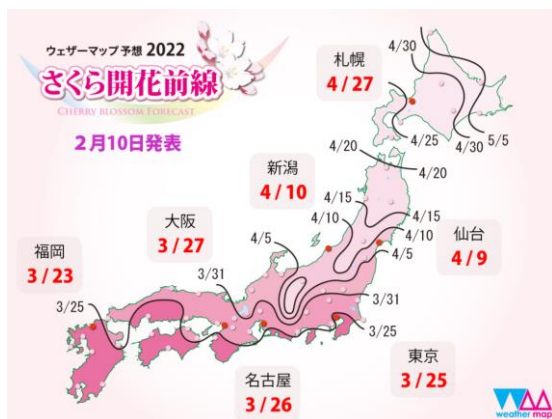 ウェザーマップ 予想 2022
さくら開花前線
CHERRY BLOSSOM FORECAST
2月10日発表
札幌
4/27
4/30
4/25
4/30
5/5
4/20
4/20
新潟
4/10
4/15
4/10
4/15
4/10
4/5
仙台
4/9
大阪
3/27
4/5
福岡
3/23
3/31
3/25
3/31
3/25
東京
3/25
名古屋
3/26
weather map